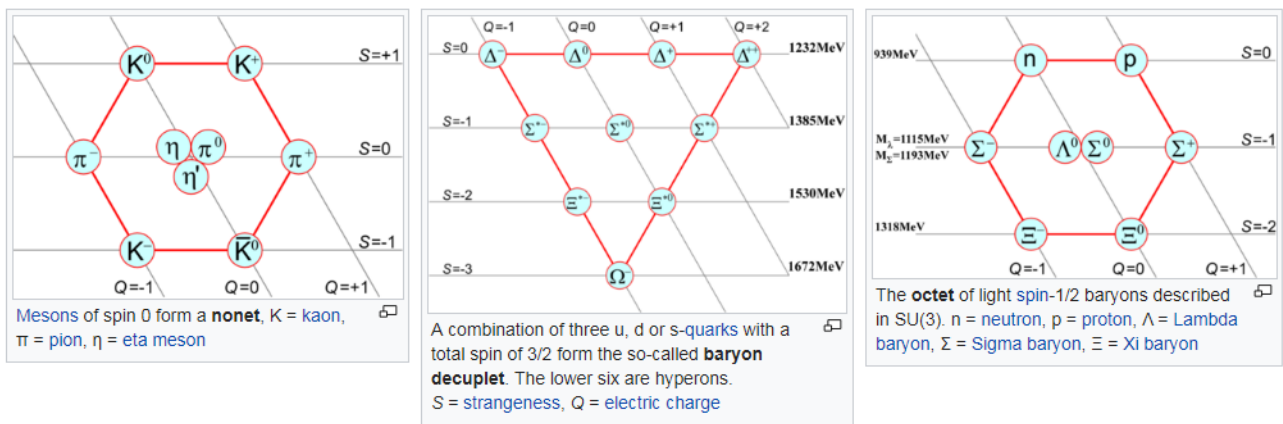 K⁰ K⁺ S=+1
π⁻ η π⁰ η' π⁺ S=0
K⁻ K̅⁰ S=-1
Q=-1 Q=0 Q=+1
Mesons of spin 0 form a nonet, K = kaon,
π = pion, η = eta meson
Q=-1 Q=0 Q=+1 Q=+2
S=0 Δ⁻ Δ⁰ Δ⁺ Δ⁺⁺ 1232MeV
S=-1 Σ*⁻ Σ*⁰ Σ*⁺ 1385MeV
S=-2 Ξ*⁻ Ξ*⁰ 1530MeV
S=-3 Ω⁻ 1672MeV
A combination of three u, d or s-quarks with a
total spin of 3/2 form the so-called baryon
decuplet. The lower six are hyperons.
S = strangeness, Q = electric charge
939MeV n p S=0
M_λ=1115MeV
M_Σ=1193MeV
Σ⁻ Λ⁰ Σ⁰ Σ⁺ S=-1
1318MeV Ξ⁻ Ξ⁰ S=-2
Q=-1 Q=0 Q=+1
The octet of light spin-1/2 baryons described
in SU(3). n = neutron, p = proton, Λ = Lambda
baryon, Σ = Sigma baryon, Ξ = Xi baryon